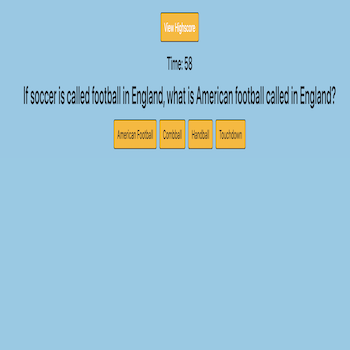 View Highscore
Time: 58
If soccer is called football in England, what is American football called in England?
American Football Combball Handball Touchdown